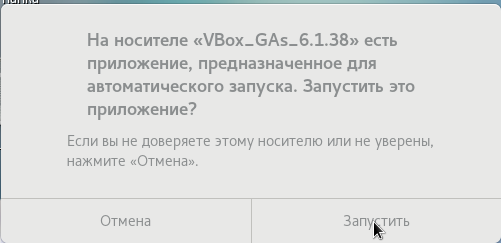 На носителе «VBox_GAs_6.1.38» есть
приложение, предназначенное для
автоматического запуска. Запустить это
приложение?
Если вы не доверяете этому носителю или не уверены,
нажмите «Отмена».
Отмена
Запустить